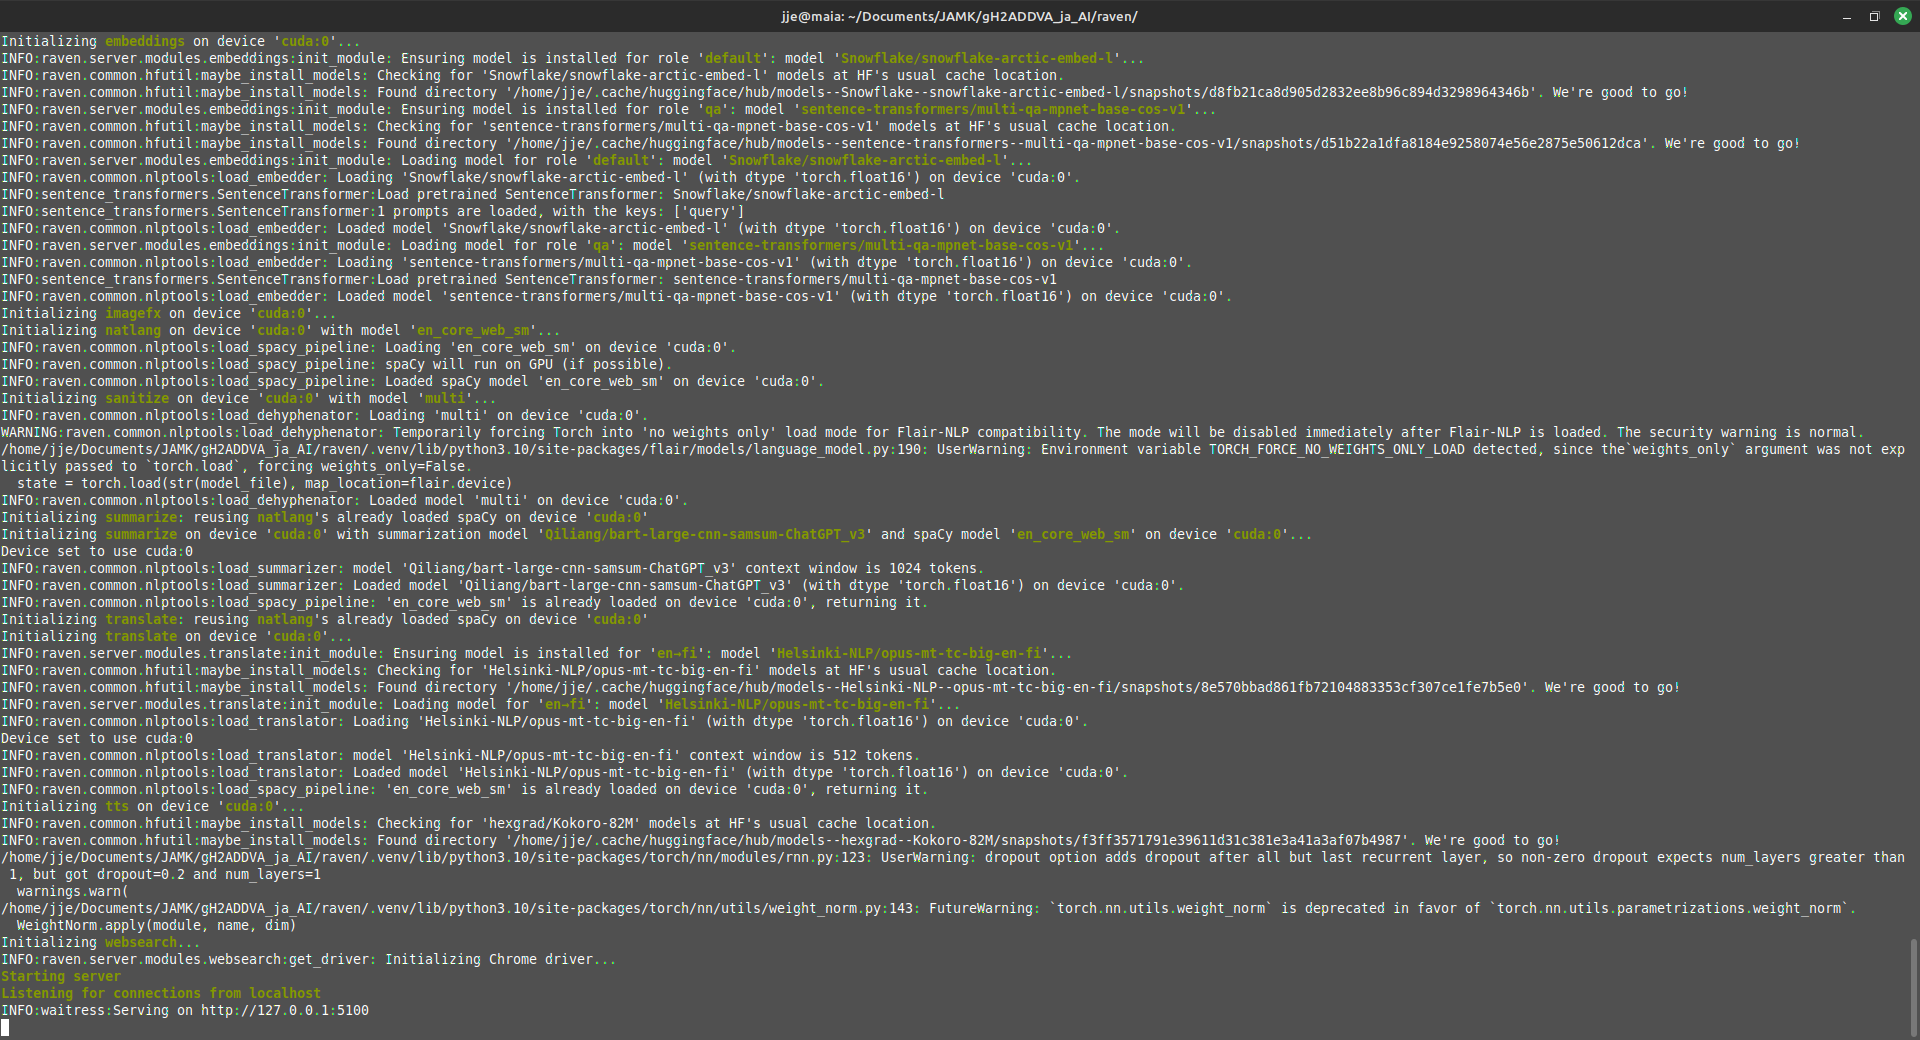 jje@maia: ~/Documents/JAMK/gH2ADDVA_ja_AI/raven/
Initializing embeddings on device 'cuda:0'...
INFO:raven.server.modules.embeddings:init_module: Ensuring model is installed for role 'default': model 'Snowflake/snowflake-arctic-embed-l'...
INFO:raven.common.hfutil:maybe_install_models: Checking for 'Snowflake/snowflake-arctic-embed-l' models at HF's usual cache location.
INFO:raven.common.hfutil:maybe_install_models: Found directory '/home/jje/.cache/huggingface/hub/models--Snowflake--snowflake-arctic-embed-l/snapshots/d8fb21ca8d905d2832ee8b96c894d3298964346b'. We're good to go!
INFO:raven.server.modules.embeddings:init_module: Ensuring model is installed for role 'qa': model 'sentence-transformers/multi-qa-mpnet-base-cos-v1'...
INFO:raven.common.hfutil:maybe_install_models: Checking for 'sentence-transformers/multi-qa-mpnet-base-cos-v1' models at HF's usual cache location.
INFO:raven.common.hfutil:maybe_install_models: Found directory '/home/jje/.cache/huggingface/hub/models--sentence-transformers--multi-qa-mpnet-base-cos-v1/snapshots/d51b22a1dfa8184e9258074e56e2875e50612dca'. We're good to go!
INFO:raven.server.modules.embeddings:init_module: Loading model for role 'default': model 'Snowflake/snowflake-arctic-embed-l'...
INFO:raven.common.nlptools:load_embedder: Loading 'Snowflake/snowflake-arctic-embed-l' (with dtype 'torch.float16') on device 'cuda:0'.
INFO:sentence_transformers.SentenceTransformer:Load pretrained SentenceTransformer: Snowflake/snowflake-arctic-embed-l
INFO:sentence_transformers.SentenceTransformer:1 prompts are loaded, with the keys: ['query']
INFO:raven.common.nlptools:load_embedder: Loaded model 'Snowflake/snowflake-arctic-embed-l' (with dtype 'torch.float16') on device 'cuda:0'.
INFO:raven.server.modules.embeddings:init_module: Loading model for role 'qa': model 'sentence-transformers/multi-qa-mpnet-base-cos-v1'...
INFO:raven.common.nlptools:load_embedder: Loading 'sentence-transformers/multi-qa-mpnet-base-cos-v1' (with dtype 'torch.float16') on device 'cuda:0'.
INFO:sentence_transformers.SentenceTransformer:Load pretrained SentenceTransformer: sentence-transformers/multi-qa-mpnet-base-cos-v1
INFO:raven.common.nlptools:load_embedder: Loaded model 'sentence-transformers/multi-qa-mpnet-base-cos-v1' (with dtype 'torch.float16') on device 'cuda:0'.
Initializing imagefx on device 'cuda:0'...
Initializing natlang on device 'cuda:0' with model 'en_core_web_sm'...
INFO:raven.common.nlptools:load_spacy_pipeline: Loading 'en_core_web_sm' on device 'cuda:0'.
INFO:raven.common.nlptools:load_spacy_pipeline: spaCy will run on GPU (if possible).
INFO:raven.common.nlptools:load_spacy_pipeline: Loaded spaCy model 'en_core_web_sm' on device 'cuda:0'.
Initializing sanitize on device 'cuda:0' with model 'multi'...
INFO:raven.common.nlptools:load_dehyphenator: Loading 'multi' on device 'cuda:0'.
WARNING:raven.common.nlptools:load_dehyphenator: Temporarily forcing Torch into 'no weights only' load mode for Flair-NLP compatibility. The mode will be disabled immediately after Flair-NLP is loaded. The security warning is normal.
/home/jje/Documents/JAMK/gH2ADDVA_ja_AI/raven/.venv/lib/python3.10/site-packages/flair/models/language_model.py:190: UserWarning: Environment variable TORCH_FORCE_NO_WEIGHTS_ONLY_LOAD detected, since the`weights_only` argument was not exp
licitly passed to `torch.load`, forcing weights_only=False.
  state = torch.load(str(model_file), map_location=flair.device)
INFO:raven.common.nlptools:load_dehyphenator: Loaded model 'multi' on device 'cuda:0'.
Initializing summarize: reusing natlang's already loaded spaCy on device 'cuda:0'
Initializing summarize on device 'cuda:0' with summarization model 'Qiliang/bart-large-cnn-samsum-ChatGPT_v3' and spaCy model 'en_core_web_sm' on device 'cuda:0'...
Device set to use cuda:0
INFO:raven.common.nlptools:load_summarizer: model 'Qiliang/bart-large-cnn-samsum-ChatGPT_v3' context window is 1024 tokens.
INFO:raven.common.nlptools:load_summarizer: Loaded model 'Qiliang/bart-large-cnn-samsum-ChatGPT_v3' (with dtype 'torch.float16') on device 'cuda:0'.
INFO:raven.common.nlptools:load_spacy_pipeline: 'en_core_web_sm' is already loaded on device 'cuda:0', returning it.
Initializing translate: reusing natlang's already loaded spaCy on device 'cuda:0'
Initializing translate on device 'cuda:0'...
INFO:raven.server.modules.translate:init_module: Ensuring model is installed for 'en→fi': model 'Helsinki-NLP/opus-mt-tc-big-en-fi'...
INFO:raven.common.hfutil:maybe_install_models: Checking for 'Helsinki-NLP/opus-mt-tc-big-en-fi' models at HF's usual cache location.
INFO:raven.common.hfutil:maybe_install_models: Found directory '/home/jje/.cache/huggingface/hub/models--Helsinki-NLP--opus-mt-tc-big-en-fi/snapshots/8e570bbad861fb72104883353cf307ce1fe7b5e0'. We're good to go!
INFO:raven.server.modules.translate:init_module: Loading model for 'en→fi': model 'Helsinki-NLP/opus-mt-tc-big-en-fi'...
INFO:raven.common.nlptools:load_translator: Loading 'Helsinki-NLP/opus-mt-tc-big-en-fi' (with dtype 'torch.float16') on device 'cuda:0'.
Device set to use cuda:0
INFO:raven.common.nlptools:load_translator: model 'Helsinki-NLP/opus-mt-tc-big-en-fi' context window is 512 tokens.
INFO:raven.common.nlptools:load_translator: Loaded model 'Helsinki-NLP/opus-mt-tc-big-en-fi' (with dtype 'torch.float16') on device 'cuda:0'.
INFO:raven.common.nlptools:load_spacy_pipeline: 'en_core_web_sm' is already loaded on device 'cuda:0', returning it.
Initializing tts on device 'cuda:0'...
INFO:raven.common.hfutil:maybe_install_models: Checking for 'hexgrad/Kokoro-82M' models at HF's usual cache location.
INFO:raven.common.hfutil:maybe_install_models: Found directory '/home/jje/.cache/huggingface/hub/models--hexgrad--Kokoro-82M/snapshots/f3ff3571791e39611d31c381e3a41a3af07b4987'. We're good to go!
/home/jje/Documents/JAMK/gH2ADDVA_ja_AI/raven/.venv/lib/python3.10/site-packages/torch/nn/modules/rnn.py:123: UserWarning: dropout option adds dropout after all but last recurrent layer, so non-zero dropout expects num_layers greater than
 1, but got dropout=0.2 and num_layers=1
  warnings.warn(
/home/jje/Documents/JAMK/gH2ADDVA_ja_AI/raven/.venv/lib/python3.10/site-packages/torch/nn/utils/weight_norm.py:143: FutureWarning: `torch.nn.utils.weight_norm` is deprecated in favor of `torch.nn.utils.parametrizations.weight_norm`.
  WeightNorm.apply(module, name, dim)
Initializing websearch...
INFO:raven.server.modules.websearch:get_driver: Initializing Chrome driver...
Starting server
Listening for connections from localhost
INFO:waitress:Serving on http://127.0.0.1:5100